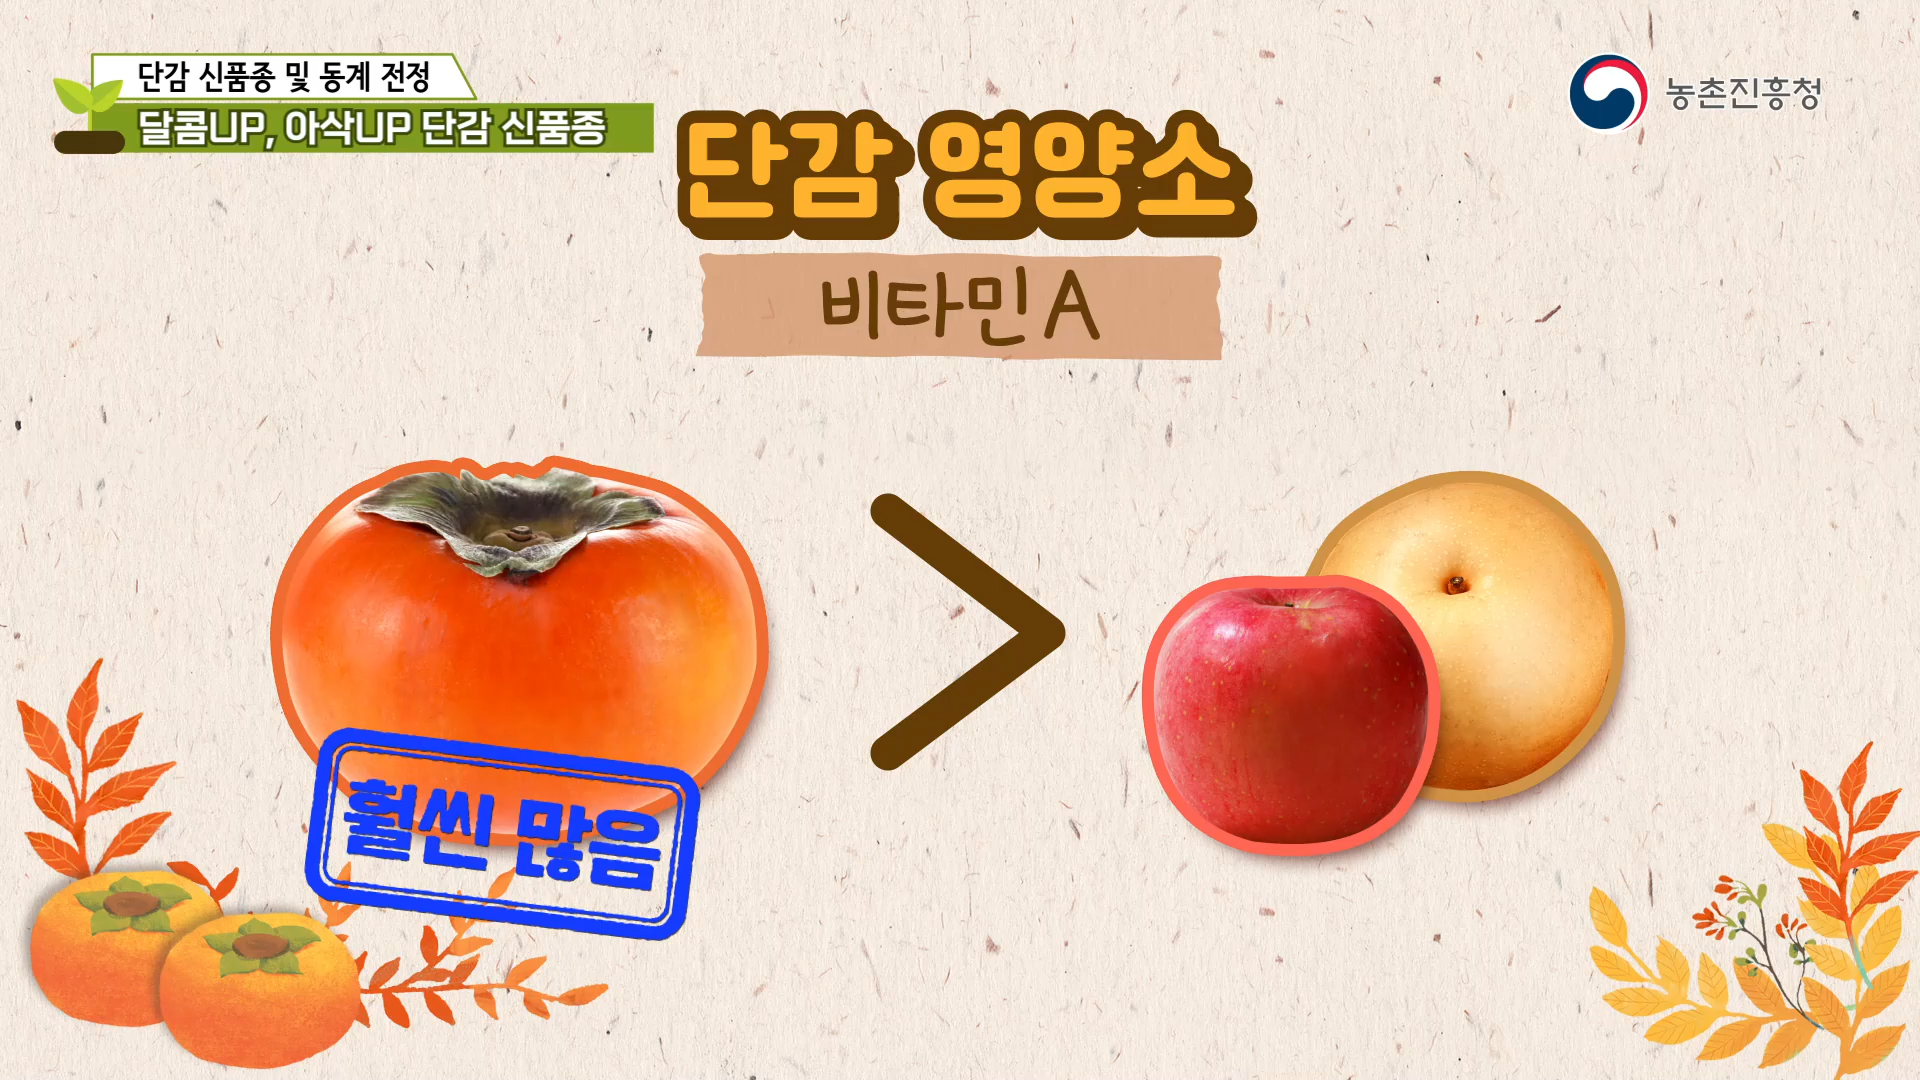 단감 신품종 및 동계 전정
달콤UP, 아삭UP 단감 신품종
농촌진흥청
단감 영양소
비타민 A
훨씬 많음